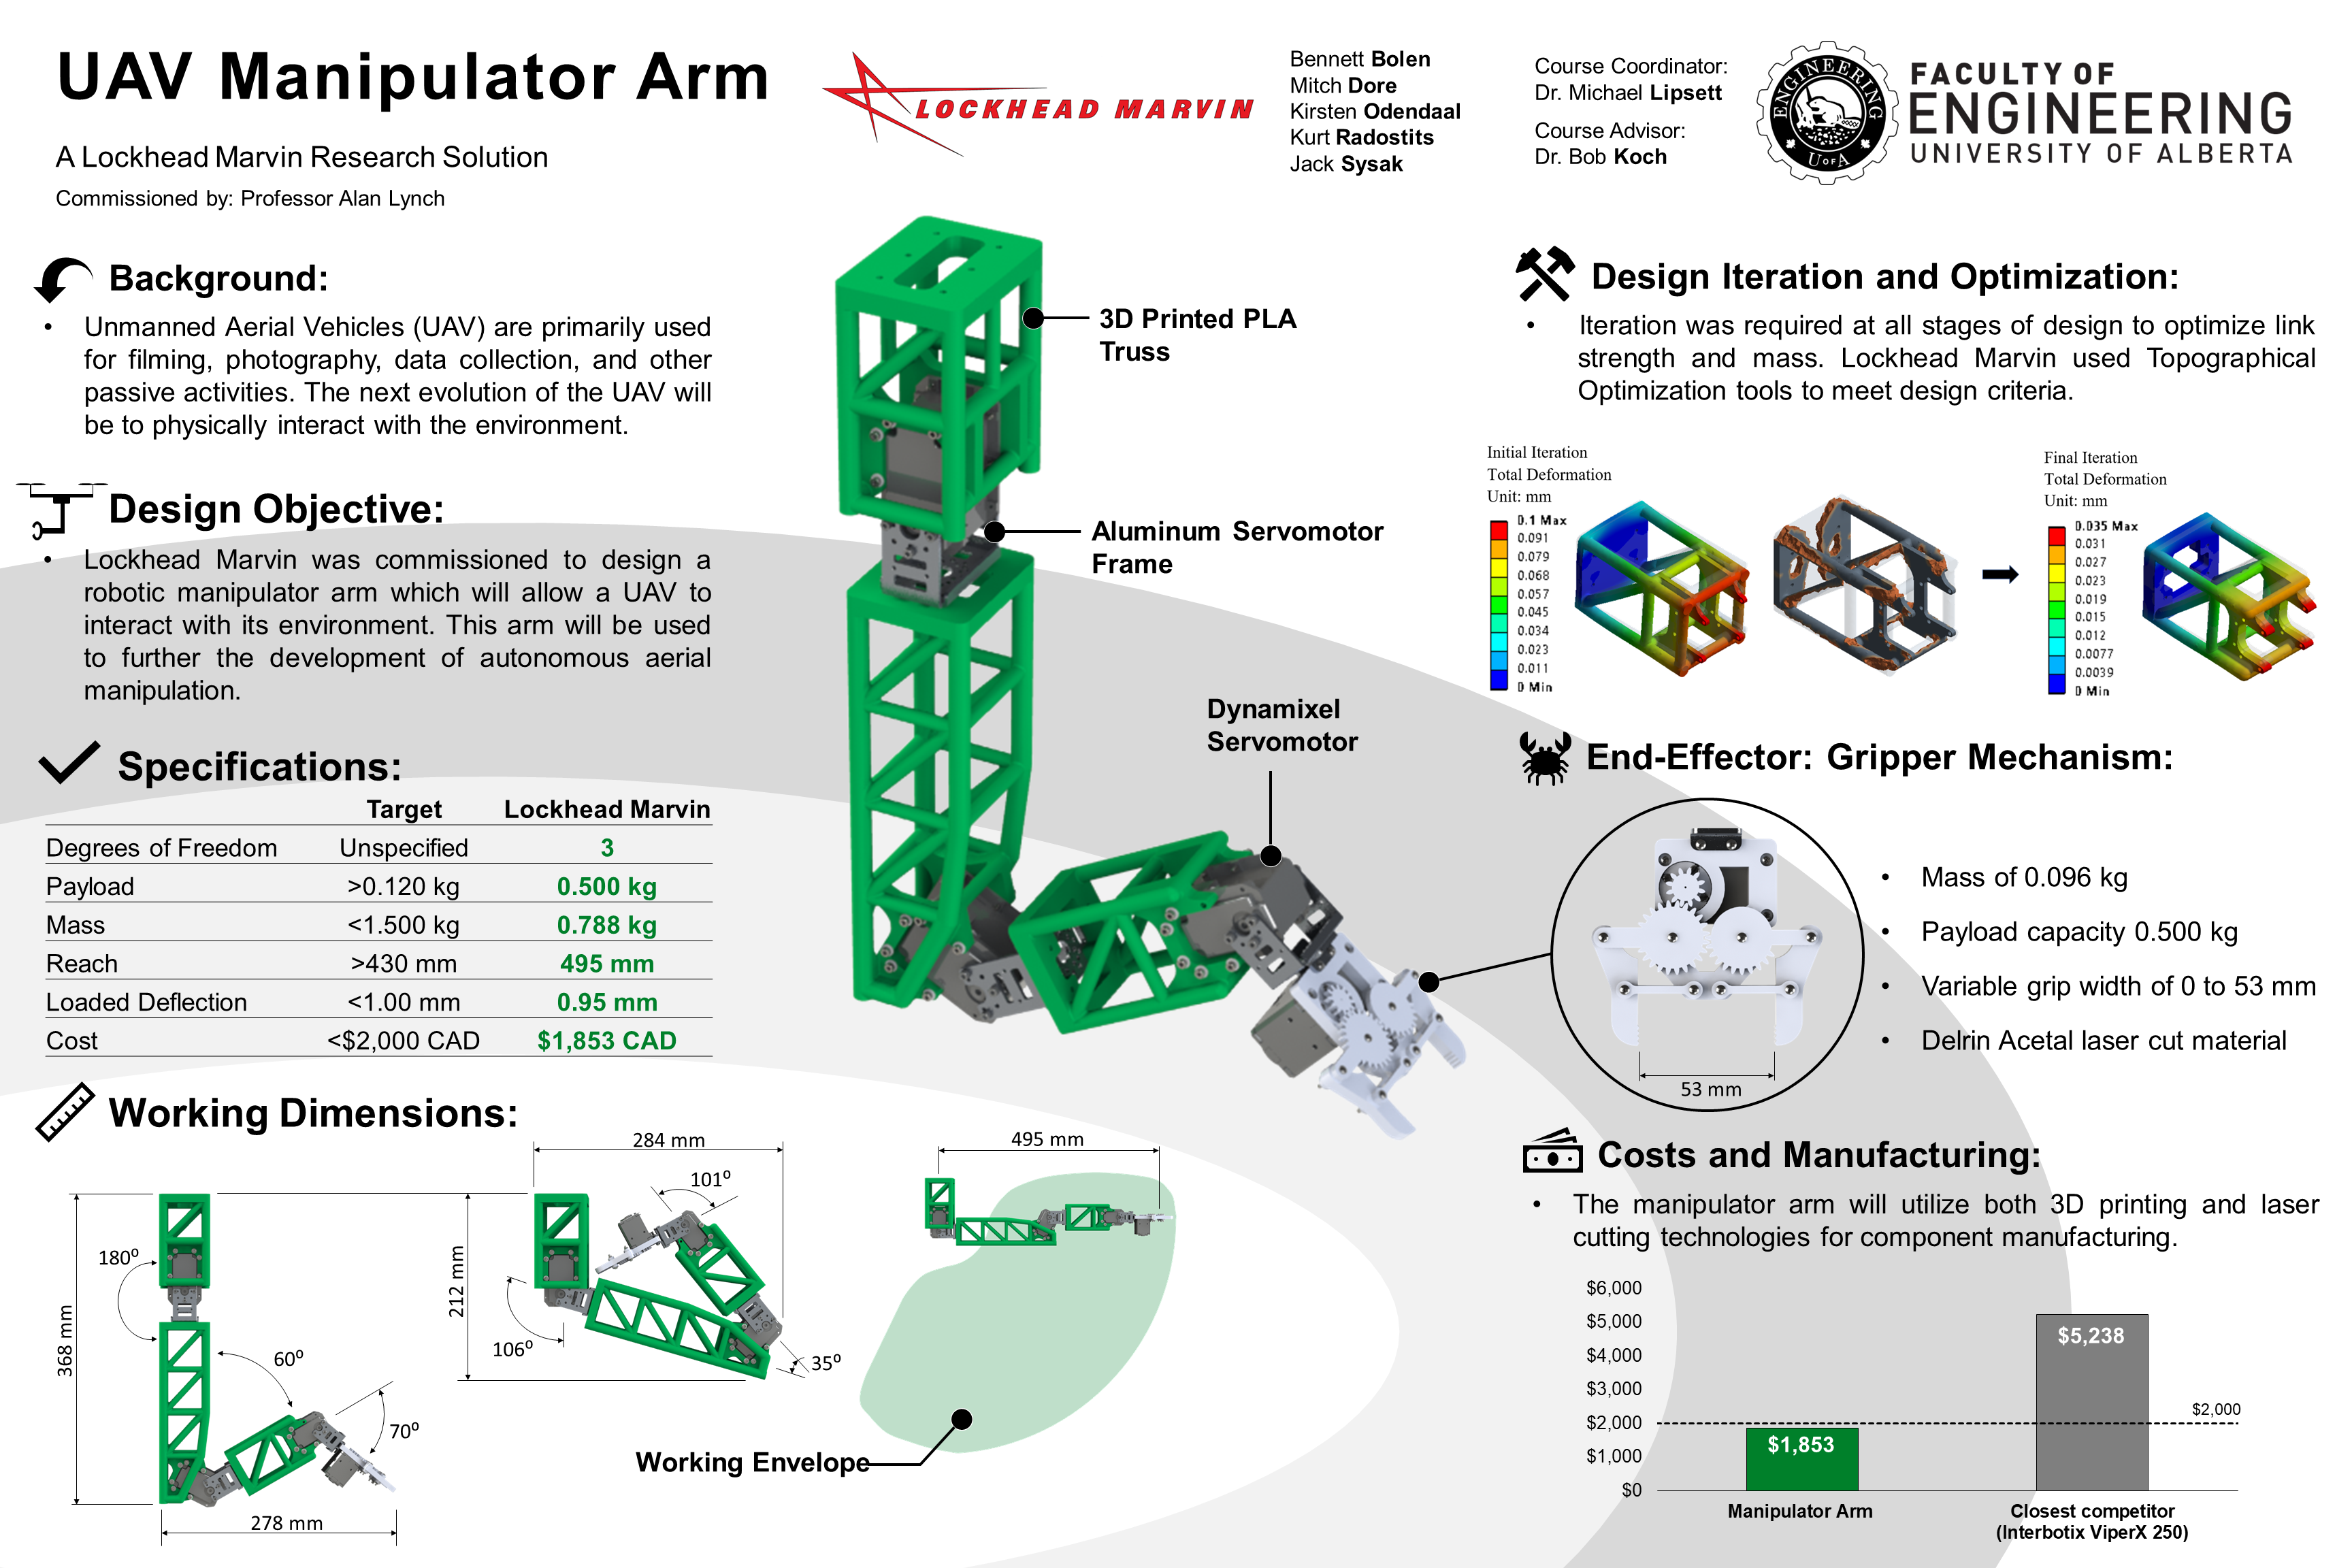 UAV Manipulator Arm
A Lockhead Marvin Research Solution
Commissioned by: Professor Alan Lynch
LOCKHEAD MARVIN
Bennett Bolen
Mitch Dore
Kirsten Odendaal
Kurt Radostits
Jack Sysak
Course Coordinator:
Dr. Michael Lipsett
Course Advisor:
Dr. Bob Koch
ENGINEERING
U OF A
FACULTY OF
ENGINEERING
UNIVERSITY OF ALBERTA
Background:
• Unmanned Aerial Vehicles (UAV) are primarily used
for filming, photography, data collection, and other
passive activities. The next evolution of the UAV will
be to physically interact with the environment.
Design Objective:
• Lockhead Marvin was commissioned to design a
robotic manipulator arm which will allow a UAV to
interact with its environment. This arm will be used
to further the development of autonomous aerial
manipulation.
Specifications:
Target Lockhead Marvin
Degrees of Freedom Unspecified 3
Payload >0.120 kg 0.500 kg
Mass <1.500 kg 0.788 kg
Reach >430 mm 495 mm
Loaded Deflection <1.00 mm 0.95 mm
Cost <$2,000 CAD $1,853 CAD
Working Dimensions:
368 mm
180º
60º
70º
278 mm
284 mm
101º
212 mm
106º
35º
495 mm
Working Envelope
3D Printed PLA
Truss
Aluminum Servomotor
Frame
Dynamixel
Servomotor
Design Iteration and Optimization:
• Iteration was required at all stages of design to optimize link
strength and mass. Lockhead Marvin used Topographical
Optimization tools to meet design criteria.
Initial Iteration
Total Deformation
Unit: mm
0.1 Max
0.091
0.079
0.068
0.057
0.045
0.034
0.023
0.011
0 Min
Final Iteration
Total Deformation
Unit: mm
0.035 Max
0.031
0.027
0.023
0.019
0.015
0.012
0.0077
0.0039
0 Min
End-Effector: Gripper Mechanism:
53 mm
• Mass of 0.096 kg
• Payload capacity 0.500 kg
• Variable grip width of 0 to 53 mm
• Delrin Acetal laser cut material
Costs and Manufacturing:
• The manipulator arm will utilize both 3D printing and laser
cutting technologies for component manufacturing.
$6,000
$5,000
$4,000
$3,000
$2,000
$1,000
$0
$1,853
$5,238
$2,000
Manipulator Arm
Closest competitor
(Interbotix ViperX 250)